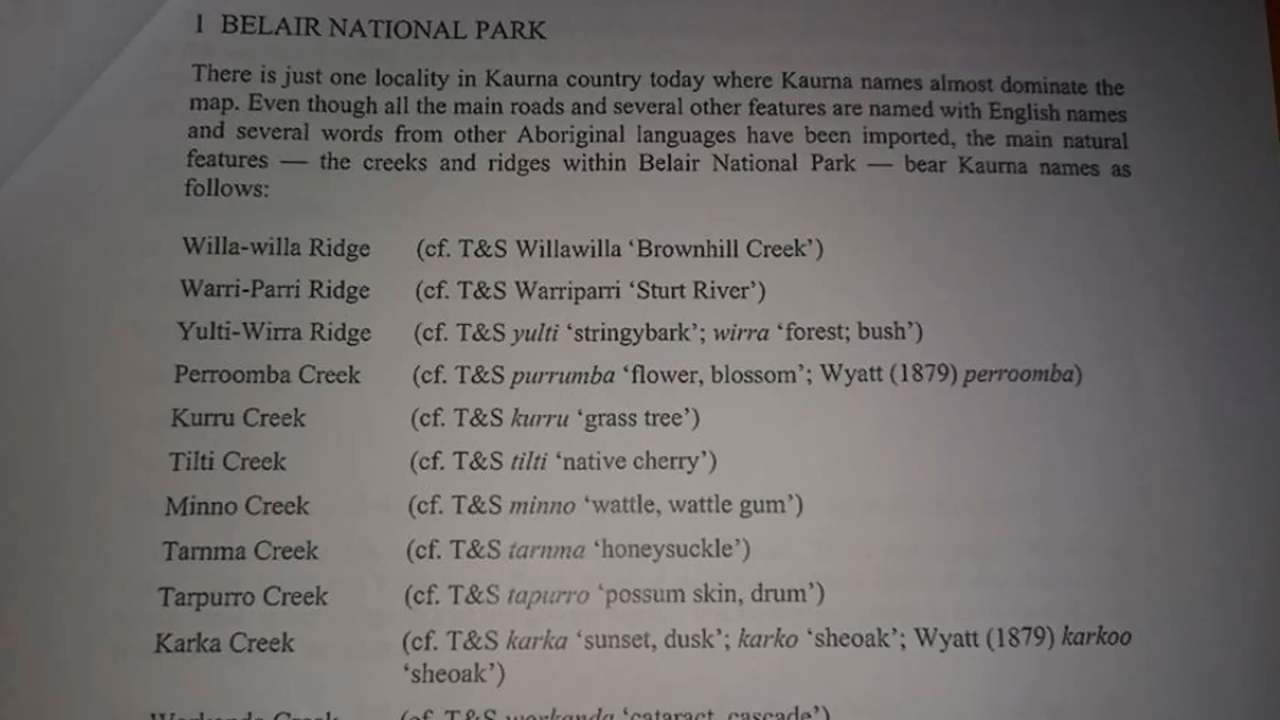 1 BELAIR NATIONAL PARK
There is just one locality in Kaurna country today where Kaurna names almost dominate the
map. Even though all the main roads and several other features are named with English names
and several words from other Aboriginal languages have been imported, the main natural
features — the creeks and ridges within Belair National Park — bear Kaurna names as
follows:
Willa-willa Ridge (cf. T&S Willawilla ‘Brownhill Creek’)
Warri-Parri Ridge (cf. T&S Warriparri ‘Sturt River’)
Yulti-Wirra Ridge (cf. T&S yulti ‘stringybark’; wirra ‘forest; bush’)
Perroomba Creek (cf. T&S purrumba ‘flower, blossom’; Wyatt (1879) perroomba)
Kurru Creek (cf. T&S kurru ‘grass tree’)
Tilti Creek (cf. T&S tilti ‘native cherry’)
Minno Creek (cf. T&S minno ‘wattle, wattle gum’)
Tarnma Creek (cf. T&S tarnma ‘honeysuckle’)
Tarpurro Creek (cf. T&S tapurro ‘possum skin, drum’)
Karka Creek (cf. T&S karka ‘sunset, dusk’; karko ‘sheoak’; Wyatt (1879) karkoo
‘sheoak’)
Creek (cf. T&S workanda ‘cataract, cascade’)